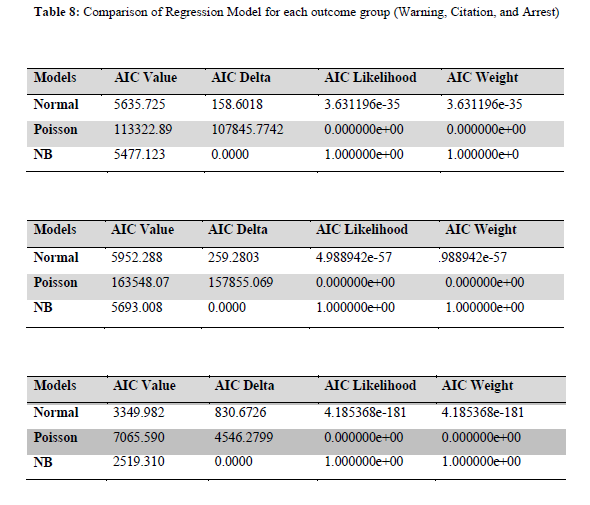 Table 8: Comparison of Regression Model for each outcome group (Warning, Citation, and Arrest)
Models AIC Value AIC Delta AIC Likelihood AIC Weight
Normal 5635.725 158.6018 3.631196e-35 3.631196e-35
Poisson 113322.89 107845.7742 0.000000e+00 0.000000e+00
NB 5477.123 0.0000 1.000000e+00 1.000000e+0
Models AIC Value AIC Delta AIC Likelihood AIC Weight
Normal 5952.288 259.2803 4.988942e-57 .988942e-57
Poisson 163548.07 157855.069 0.000000e+00 0.000000e+00
NB 5693.008 0.0000 1.000000e+00 1.000000e+00
Models AIC Value AIC Delta AIC Likelihood AIC Weight
Normal 3349.982 830.6726 4.185368e-181 4.185368e-181
Poisson 7065.590 4546.2799 0.000000e+00 0.000000e+00
NB 2519.310 0.0000 1.000000e+00 1.000000e+00